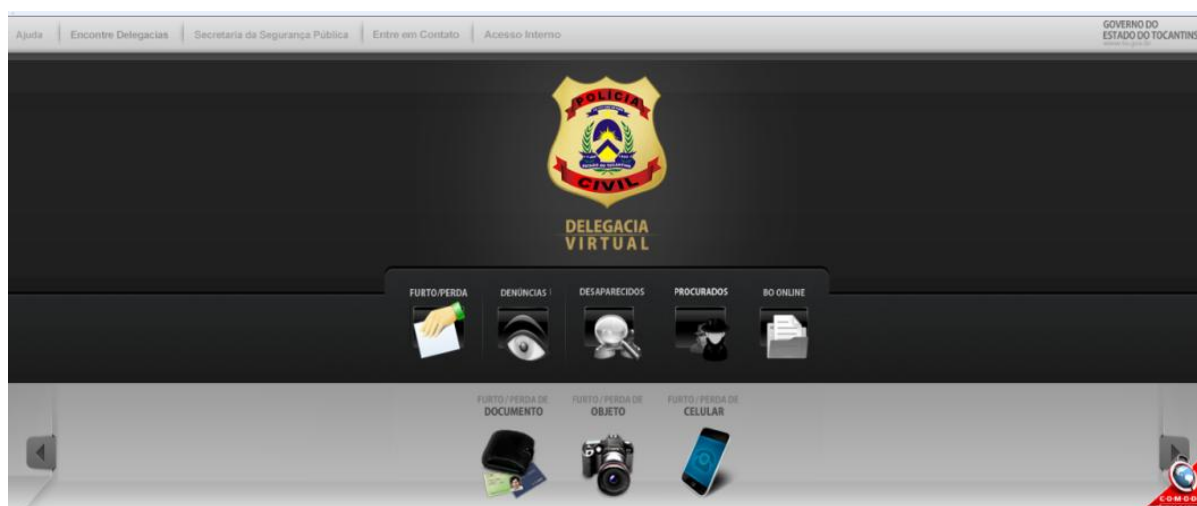 Ajuda
Encontre Delegacias
Secretaria da Segurança Pública
Entre em Contato
Acesso Interno
GOVERNO DO
ESTADO DO TOCANTINS
POLÍCIA
CIVIL
DELEGACIA
VIRTUAL
FURTO/PERDA
DENÚNCIAS
DESAPARECIDOS
PROCURADOS
BO ONLINE
FURTO / PERDA DE
DOCUMENTO
FURTO / PERDA DE
OBJETO
FURTO / PERDA DE
CELULAR